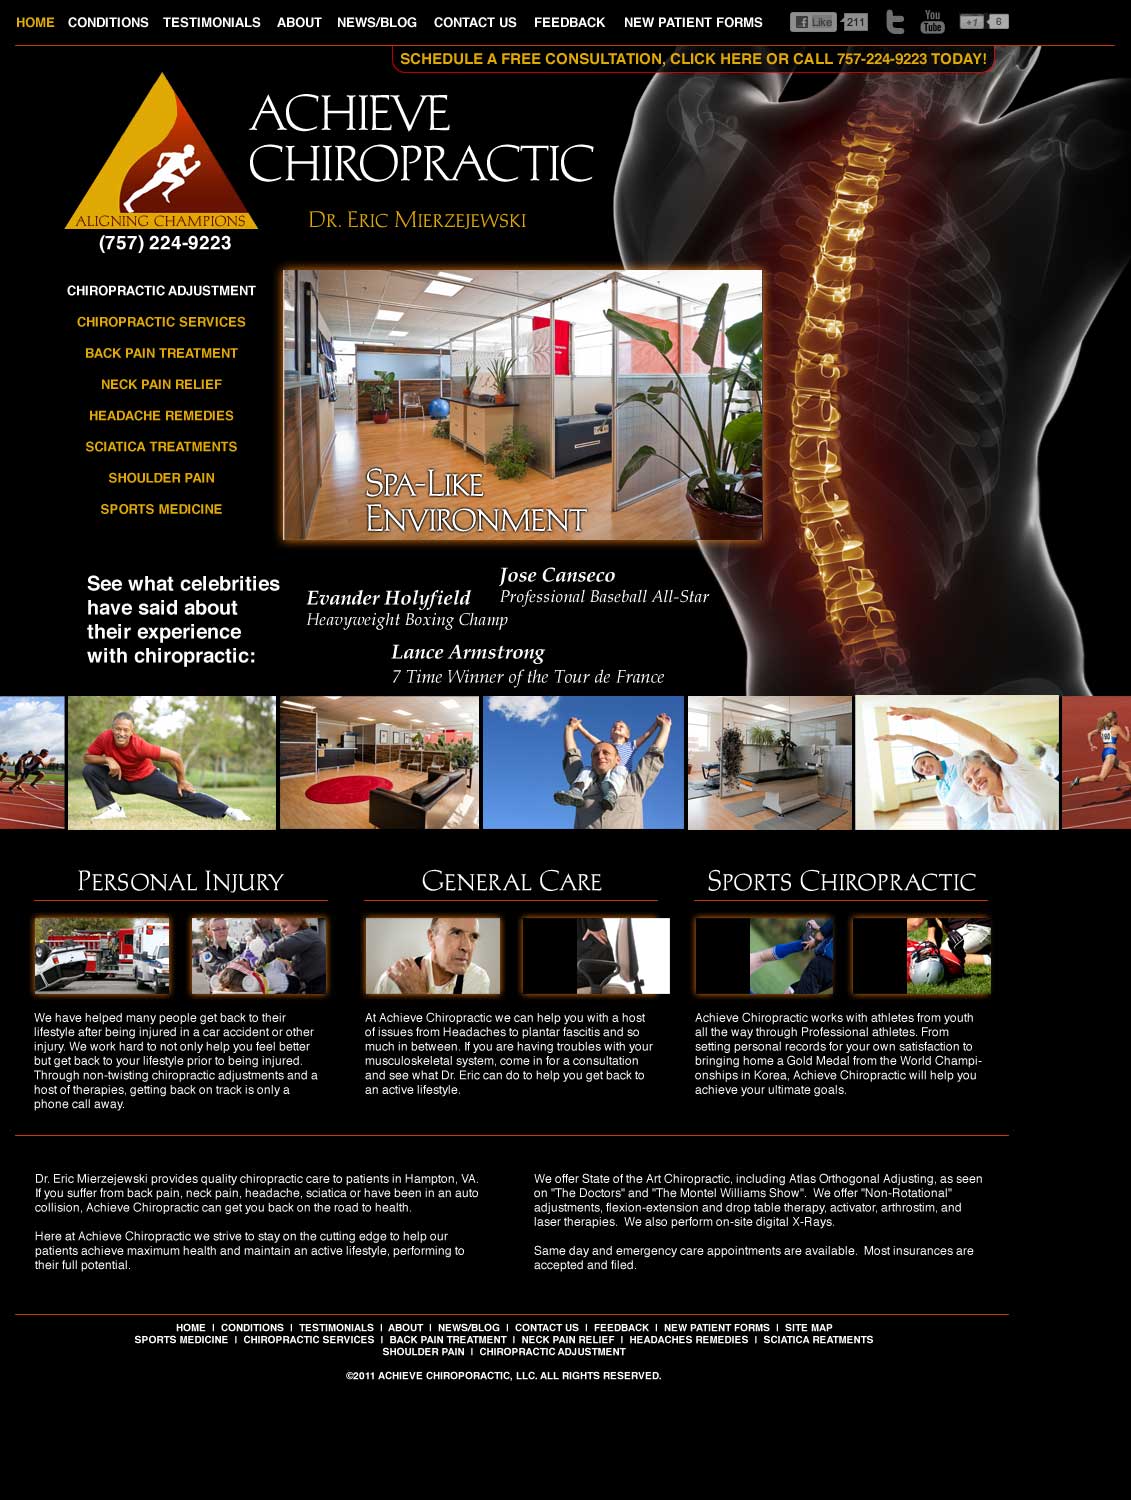 HOME CONDITIONS TESTIMONIALS ABOUT NEWS/BLOG CONTACT US FEEDBACK NEW PATIENT FORMS Like 211 You Tube +1 6
SCHEDULE A FREE CONSULTATION, CLICK HERE OR CALL 757-224-9223 TODAY!
ACHIEVE
CHIROPRACTIC
DR. ERIC MIERZEJEWSKI
ALIGNING CHAMPIONS
(757) 224-9223
CHIROPRACTIC ADJUSTMENT
CHIROPRACTIC SERVICES
BACK PAIN TREATMENT
NECK PAIN RELIEF
HEADACHE REMEDIES
SCIATICA TREATMENTS
SHOULDER PAIN
SPORTS MEDICINE
SPA-LIKE
ENVIRONMENT
See what celebrities
have said about
their experience
with chiropractic:
Evander Holyfield
Heavyweight Boxing Champ
Jose Canseco
Professional Baseball All-Star
Lance Armstrong
7 Time Winner of the Tour de France
PERSONAL INJURY
We have helped many people get back to their
lifestyle after being injured in a car accident or other
injury. We work hard to not only help you feel better
but get back to your lifestyle prior to being injured.
Through non-twisting chiropractic adjustments and a
host of therapies, getting back on track is only a
phone call away.
GENERAL CARE
At Achieve Chiropractic we can help you with a host
of issues from Headaches to plantar fascitis and so
much in between. If you are having troubles with your
musculoskeletal system, come in for a consultation
and see what Dr. Eric can do to help you get back to
an active lifestyle.
SPORTS CHIROPRACTIC
Achieve Chiropractic works with athletes from youth
all the way through Professional athletes. From
setting personal records for your own satisfaction to
bringing home a Gold Medal from the World Champi-
onships in Korea, Achieve Chiropractic will help you
achieve your ultimate goals.
Dr. Eric Mierzejewski provides quality chiropractic care to patients in Hampton, VA.
If you suffer from back pain, neck pain, headache, sciatica or have been in an auto
collision, Achieve Chiropractic can get you back on the road to health.
Here at Achieve Chiropractic we strive to stay on the cutting edge to help our
patients achieve maximum health and maintain an active lifestyle, performing to
their full potential.
We offer State of the Art Chiropractic, including Atlas Orthogonal Adjusting, as seen
on "The Doctors" and "The Montel Williams Show". We offer "Non-Rotational"
adjustments, flexion-extension and drop table therapy, activator, arthrostim, and
laser therapies. We also perform on-site digital X-Rays.
Same day and emergency care appointments are available. Most insurances are
accepted and filed.
HOME | CONDITIONS | TESTIMONIALS | ABOUT | NEWS/BLOG | CONTACT US | FEEDBACK | NEW PATIENT FORMS | SITE MAP
SPORTS MEDICINE | CHIROPRACTIC SERVICES | BACK PAIN TREATMENT | NECK PAIN RELIEF | HEADACHES REMEDIES | SCIATICA REATMENTS
SHOULDER PAIN | CHIROPRACTIC ADJUSTMENT
©2011 ACHIEVE CHIROPORACTIC, LLC. ALL RIGHTS RESERVED.